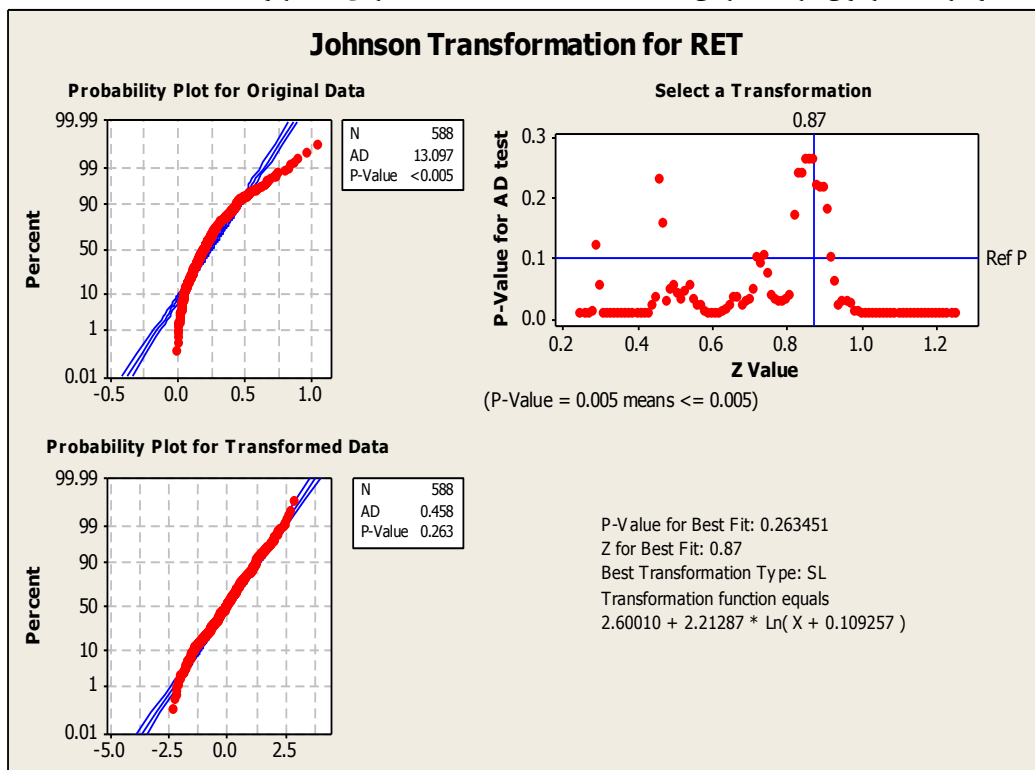 Johnson Transformation for RET
Probability Plot for Original Data
Percent
99.99
99
90
50
10
1
0.01
-0.5 0.0 0.5 1.0
N 588
AD 13.097
P-Value <0.005
Select a Transformation
0.87
P-Value for AD test
0.3
0.2
0.1
0.0
Ref P
0.2 0.4 0.6 0.8 1.0 1.2
Z Value
(P-Value = 0.005 means <= 0.005)
Probability Plot for Transformed Data
Percent
99.99
99
90
50
10
1
0.01
-5.0 -2.5 0.0 2.5
N 588
AD 0.458
P-Value 0.263
P-Value for Best Fit: 0.263451
Z for Best Fit: 0.87
Best Transformation Type: SL
Transformation function equals
2.60010 + 2.21287 * Ln( X + 0.109257 )